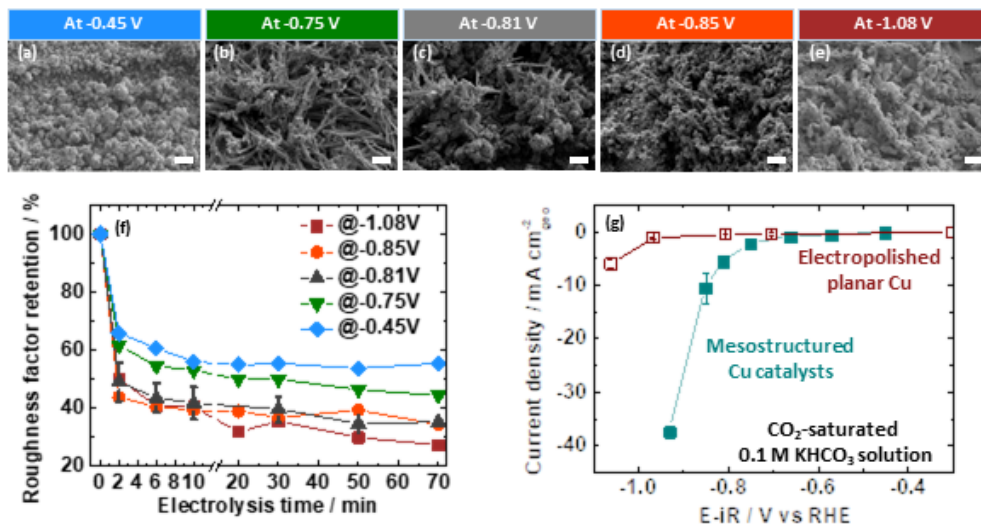 At -0.45 V
At -0.75 V
At -0.81 V
At -0.85 V
At -1.08 V
(a)
(b)
(c)
(d)
(e)
Roughness factor retention / %
100
80
60
40
20
(f)
@-1.08V
@-0.85V
@-0.81V
@-0.75V
@-0.45V
0 2 4 6 8 10 20 30 40 50 60 70
Electrolysis time / min
Current density / mA cm⁻²geo
0
-10
-20
-30
-40
(g)
Electropolished
planar Cu
Mesostructured
Cu catalysts
CO₂-saturated
0.1 M KHCO₃ solution
-1.0 -0.8 -0.6 -0.4
E-iR / V vs RHE